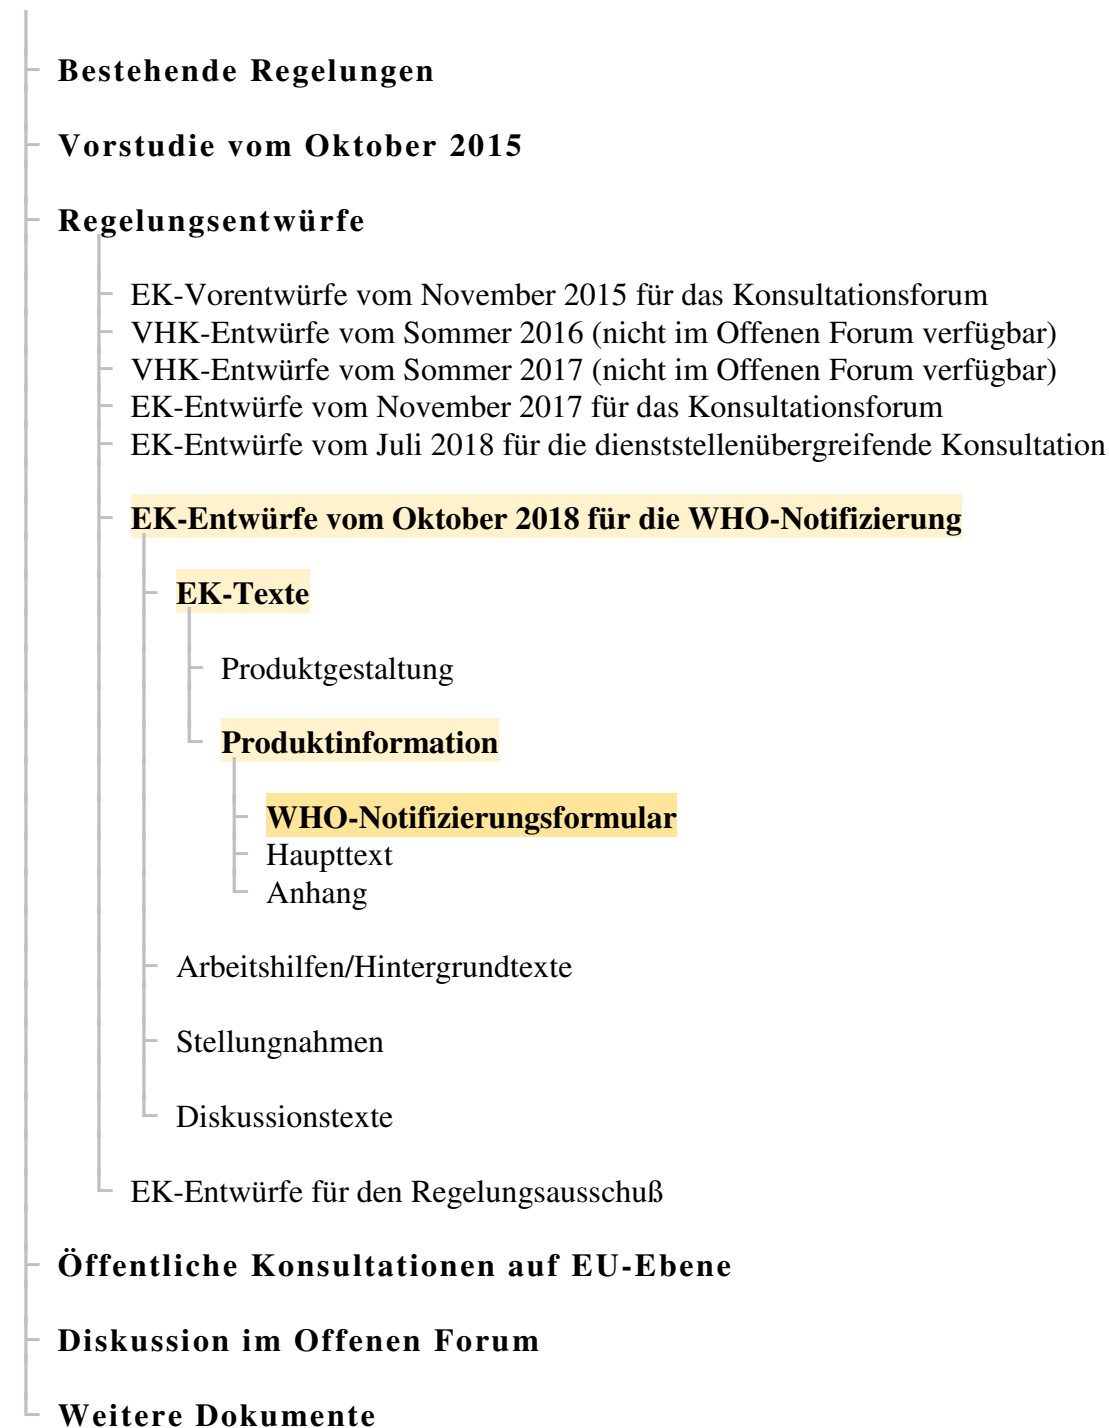 Bestehende Regelungen
Vorstudie vom Oktober 2015
Regelungsentwürfe
EK-Vorentwürfe vom November 2015 für das Konsultationsforum
VHK-Entwürfe vom Sommer 2016 (nicht im Offenen Forum verfügbar)
VHK-Entwürfe vom Sommer 2017 (nicht im Offenen Forum verfügbar)
EK-Entwürfe vom November 2017 für das Konsultationsforum
EK-Entwürfe vom Juli 2018 für die dienststellenübergreifende Konsultation
EK-Entwürfe vom Oktober 2018 für die WHO-Notifizierung
EK-Texte
Produktgestaltung
Produktinformation
WHO-Notifizierungsformular
Haupttext
Anhang
Arbeitshilfen/Hintergrundtexte
Stellungnahmen
Diskussionstexte
EK-Entwürfe für den Regelungsausschuß
Öffentliche Konsultationen auf EU-Ebene
Diskussion im Offenen Forum
Weitere Dokumente